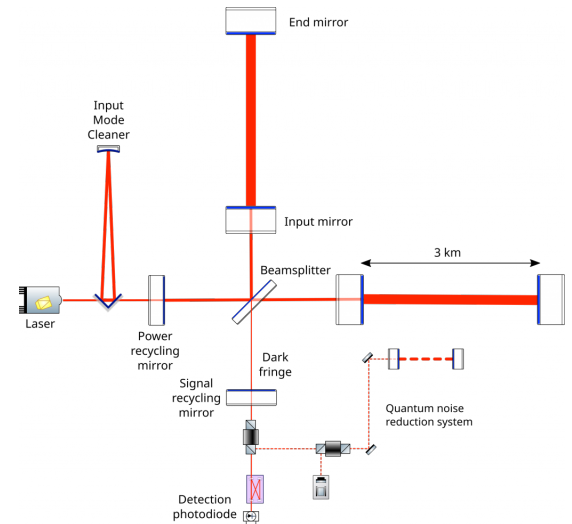 End mirror
Input
Mode
Cleaner
Input mirror
3 km
Beamsplitter
Laser
Power
recycling
mirror
Dark
fringe
Signal
recycling
mirror
Quantum noise
reduction system
Detection
photodiode